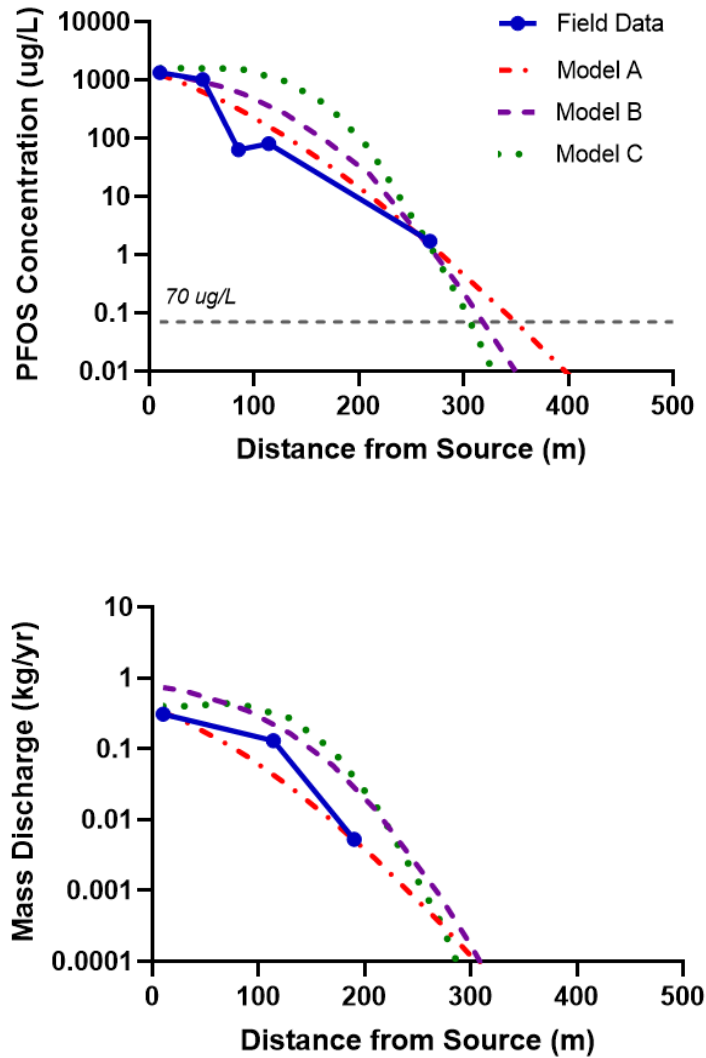 PFOS Concentration (ug/L)
10000
1000
100
10
1
0.1
0.01
70 ug/L
0
100
200
300
400
500
Distance from Source (m)
Field Data
Model A
Model B
Model C
Mass Discharge (kg/yr)
10
1
0.1
0.01
0.001
0.0001
0
100
200
300
400
500
Distance from Source (m)